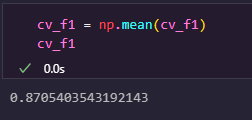 cv_f1 = np.mean(cv_f1)
cv_f1
✓ 0.0s
0.8705403543192143